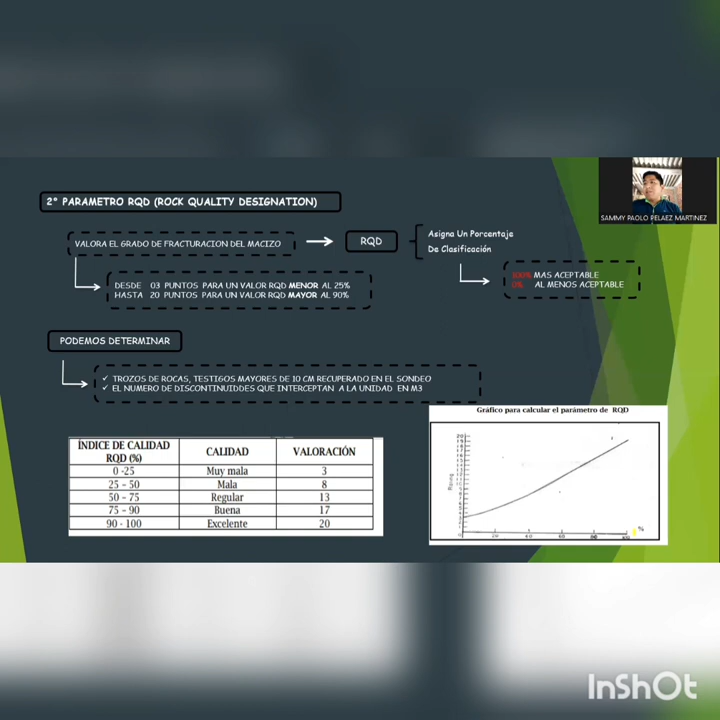 SAMMY PAOLO PELAEZ MARTINEZ
2° PARAMETRO RQD (ROCK QUALITY DESIGNATION)
VALORA EL GRADO DE FRACTURACION DEL MACIZO
RQD
Asigna Un Porcentaje
De Clasificación
100% MAS ACEPTABLE
0% AL MENOS ACEPTABLE
DESDE 03 PUNTOS PARA UN VALOR RQD MENOR AL 25%
HASTA 20 PUNTOS PARA UN VALOR RQD MAYOR AL 90%
PODEMOS DETERMINAR
✓ TROZOS DE ROCAS, TESTIGOS MAYORES DE 10 CM RECUPERADO EN EL SONDEO
✓ EL NUMERO DE DISCONTINUIDDES QUE INTERCEPTAN A LA UNIDAD EN M3
ÍNDICE DE CALIDAD RQD (%) CALIDAD VALORACIÓN
0 -25 Muy mala 3
25 – 50 Mala 8
50 – 75 Regular 13
75 – 90 Buena 17
90 - 100 Excelente 20
Gráfico para calcular el parámetro de RQD
%
InShOt